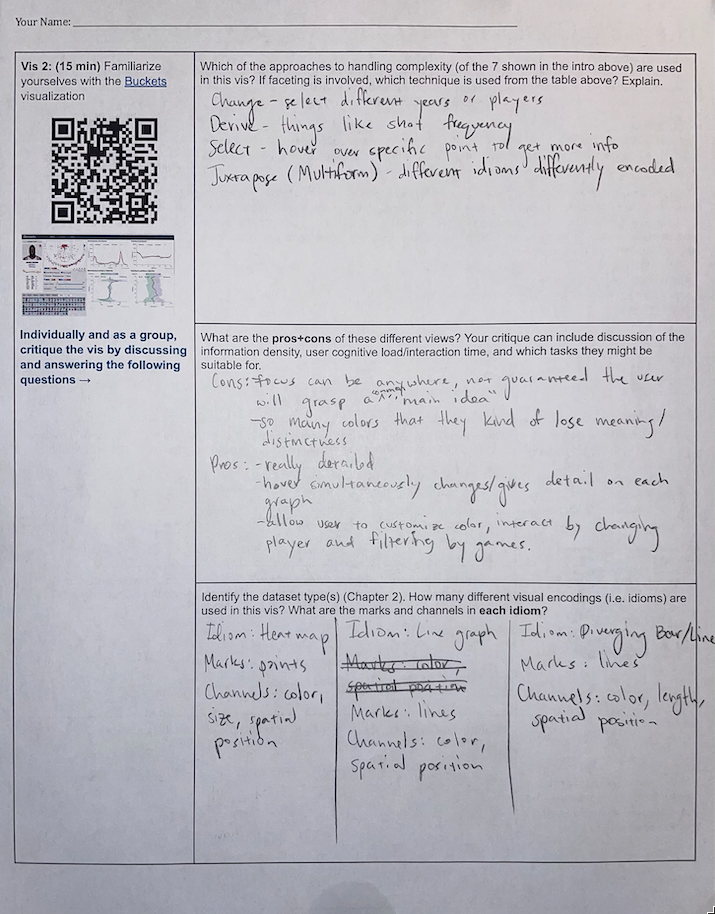 Your Name:
Vis 2: (15 min) Familiarize
yourselves with the Buckets
visualization
Individually and as a group,
critique the vis by discussing
and answering the following
questions →
Which of the approaches to handling complexity (of the 7 shown in the intro above) are used
in this vis? If faceting is involved, which technique is used from the table above? Explain.
Change - select different years or players
Derive - things like shot frequency
Select - hover over specific point to get more info
Juxtapose (Multiform) - different idioms differently encoded
What are the pros+cons of these different views? Your critique can include discussion of the
information density, user cognitive load/interaction time, and which tasks they might be
suitable for.
Cons: focus can be anywhere, not guaranteed the user
will grasp a common "main idea"
- so many colors that they kind of lose meaning/
distinctness
Pros: - really detailed
- hover simultaneously changes/gives detail on each
graph
- allow user to customize color, interact by changing
player and filtering by games.
Identify the dataset type(s) (Chapter 2). How many different visual encodings (i.e. idioms) are
used in this vis? What are the marks and channels in each idiom?
Idiom: Heat map
Marks: points
Channels: color,
size, spatial
position
Idiom: Line graph
Marks: color,
spatial position
Marks: lines
Channels: color,
spatial position
Idiom: Diverging Bar/Line
Marks: lines
Channels: color, length,
spatial position